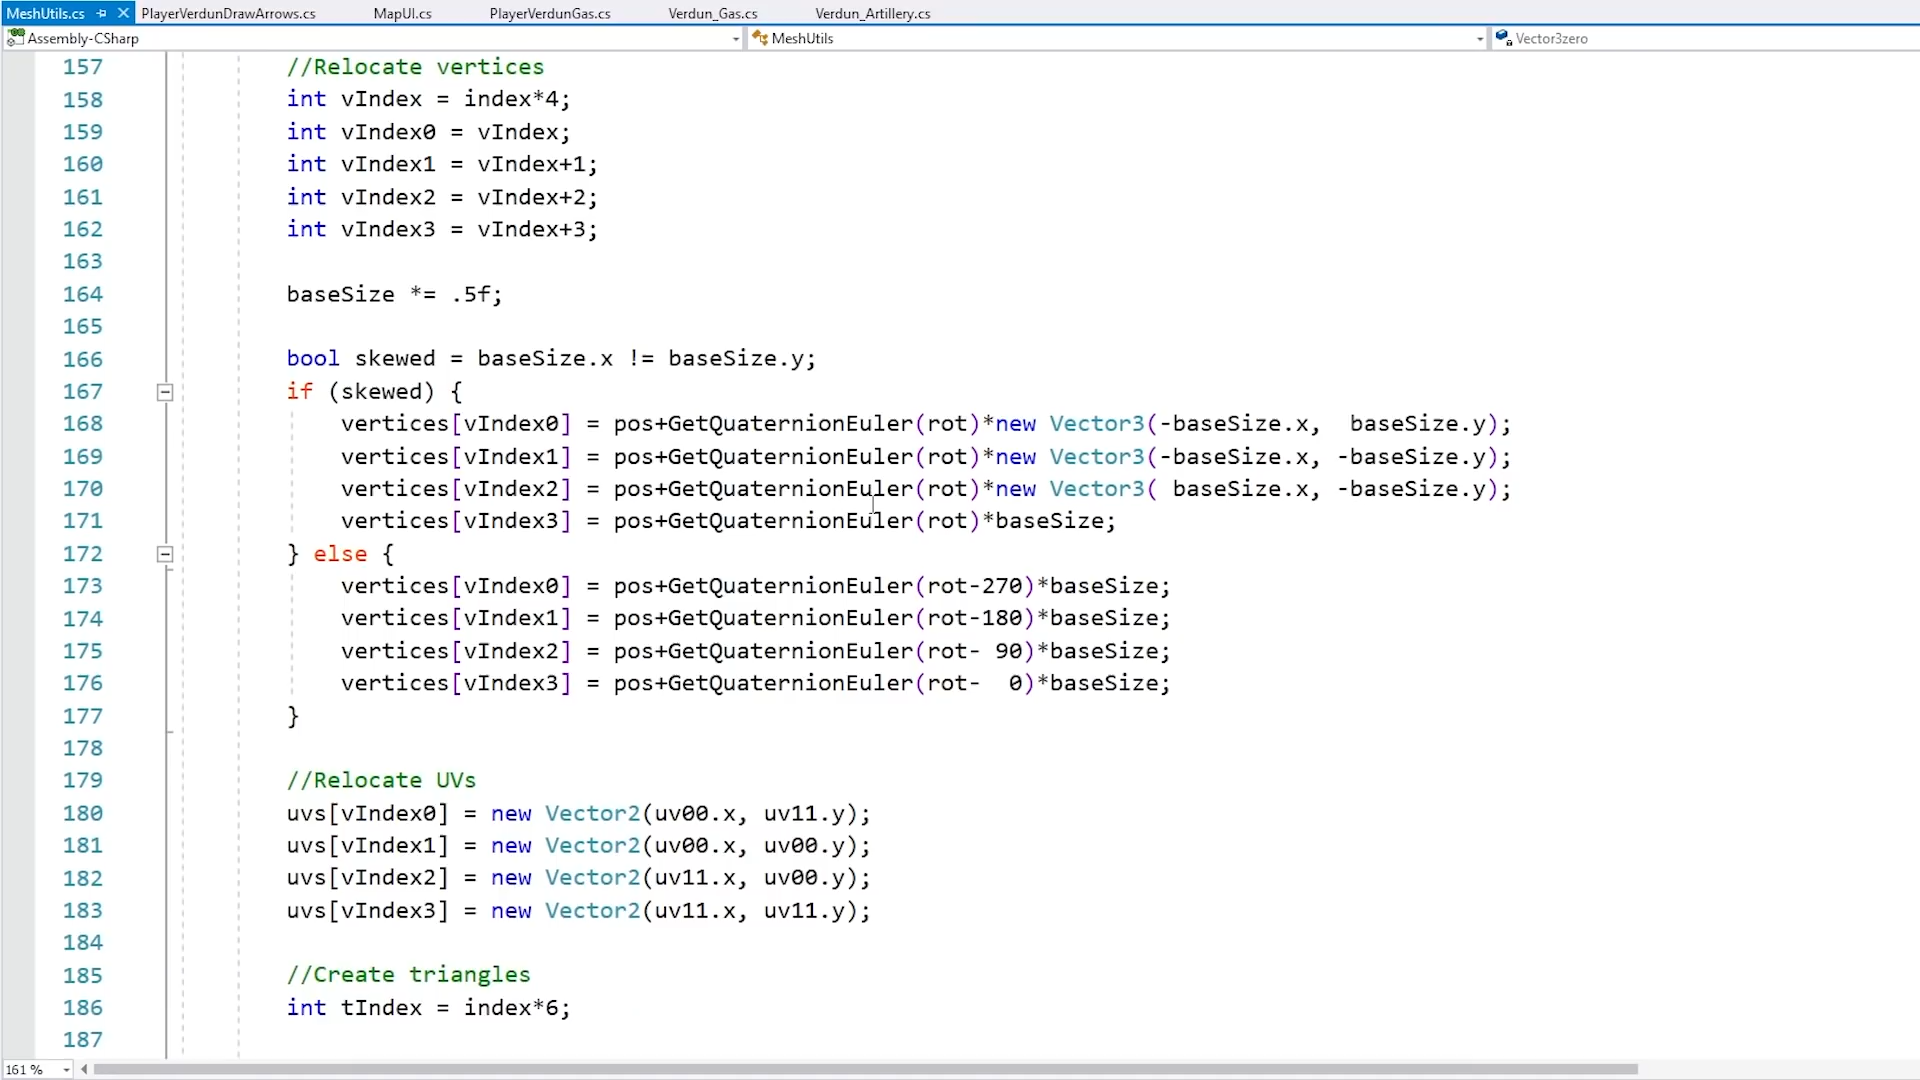 MeshUtils.cs PlayerVerdunDrawArrows.cs MapUI.cs PlayerVerdunGas.cs Verdun_Gas.cs Verdun_Artillery.cs
Assembly-CSharp MeshUtils Vector3zero
157 //Relocate vertices
158 int vIndex = index*4;
159 int vIndex0 = vIndex;
160 int vIndex1 = vIndex+1;
161 int vIndex2 = vIndex+2;
162 int vIndex3 = vIndex+3;
163
164 baseSize *= .5f;
165
166 bool skewed = baseSize.x != baseSize.y;
167 if (skewed) {
168 vertices[vIndex0] = pos+GetQuaternionEuler(rot)*new Vector3(-baseSize.x,  baseSize.y);
169 vertices[vIndex1] = pos+GetQuaternionEuler(rot)*new Vector3(-baseSize.x, -baseSize.y);
170 vertices[vIndex2] = pos+GetQuaternionEuler(rot)*new Vector3( baseSize.x, -baseSize.y);
171 vertices[vIndex3] = pos+GetQuaternionEuler(rot)*baseSize;
172 } else {
173 vertices[vIndex0] = pos+GetQuaternionEuler(rot-270)*baseSize;
174 vertices[vIndex1] = pos+GetQuaternionEuler(rot-180)*baseSize;
175 vertices[vIndex2] = pos+GetQuaternionEuler(rot- 90)*baseSize;
176 vertices[vIndex3] = pos+GetQuaternionEuler(rot-  0)*baseSize;
177 }
178
179 //Relocate UVs
180 uvs[vIndex0] = new Vector2(uv00.x, uv11.y);
181 uvs[vIndex1] = new Vector2(uv00.x, uv00.y);
182 uvs[vIndex2] = new Vector2(uv11.x, uv00.y);
183 uvs[vIndex3] = new Vector2(uv11.x, uv11.y);
184
185 //Create triangles
186 int tIndex = index*6;
187
161 %